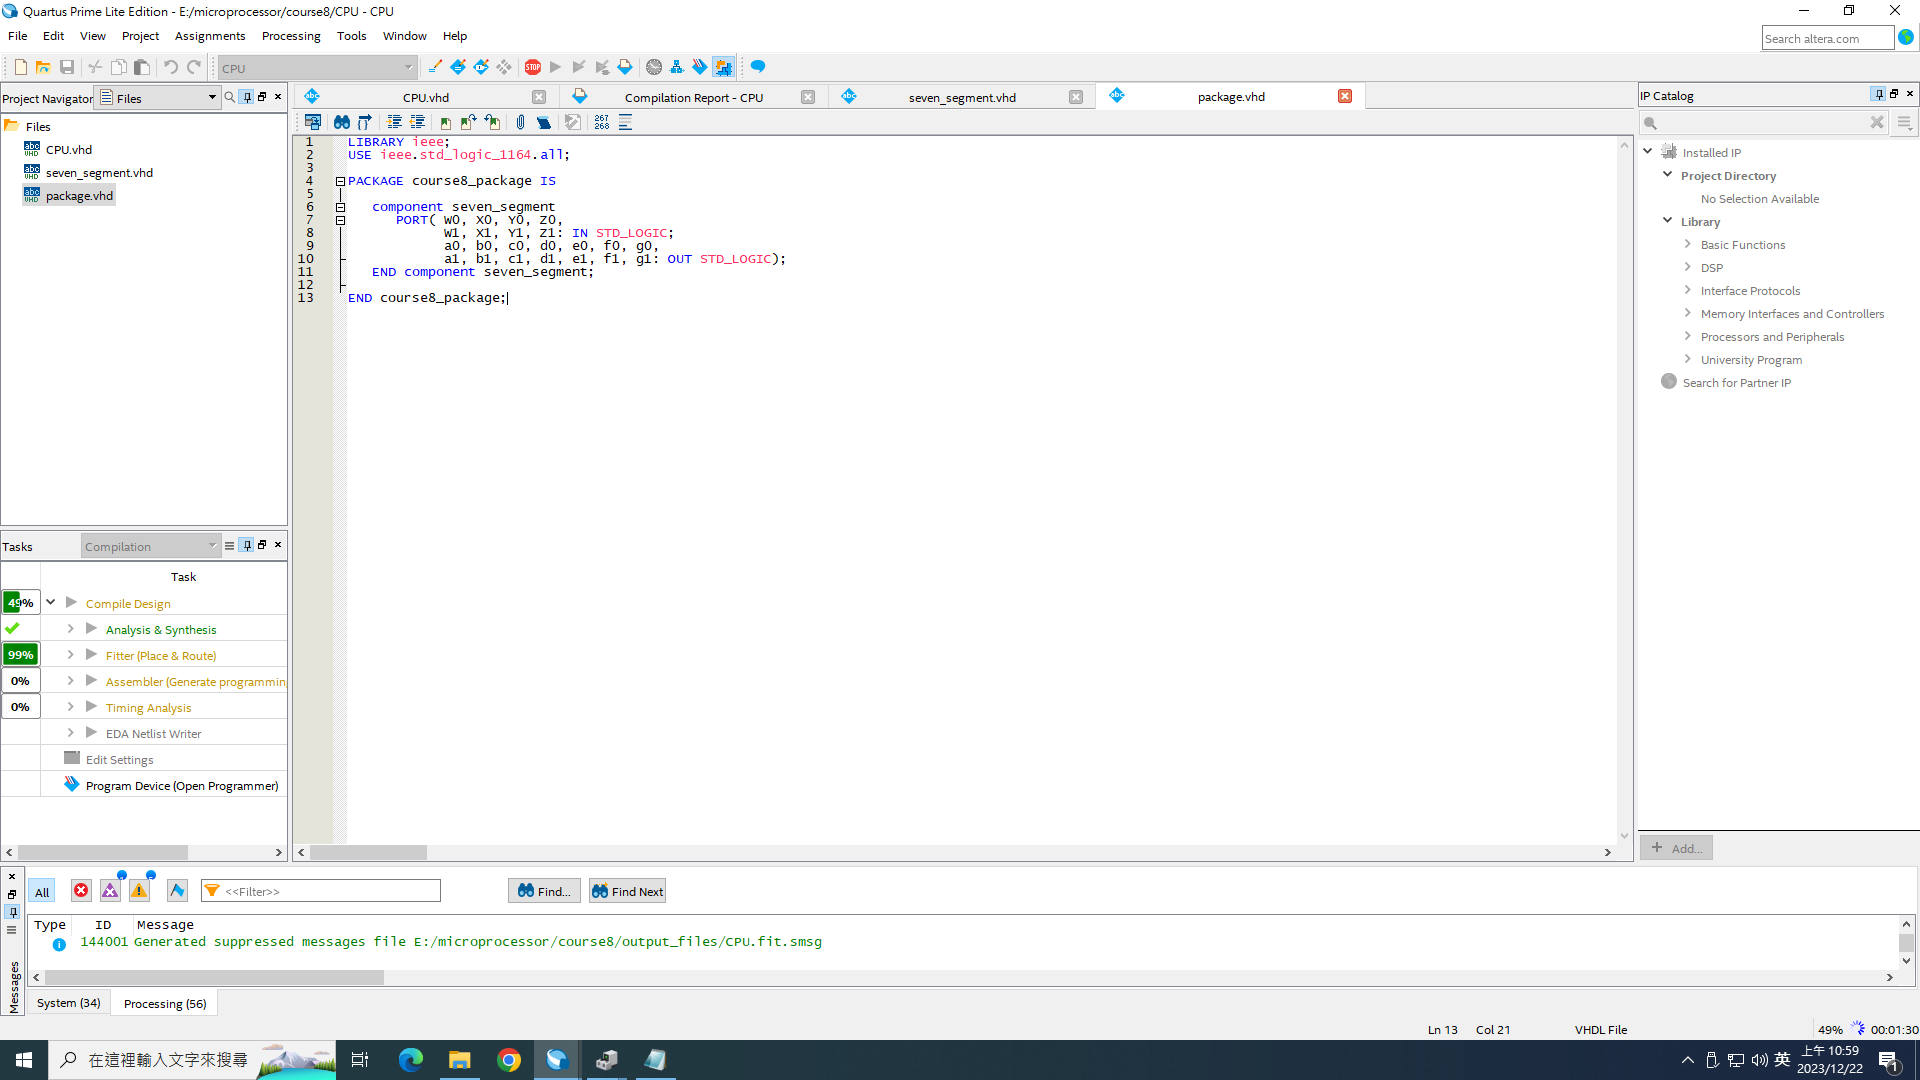 Quartus Prime Lite Edition - E:/microprocessor/course8/CPU - CPU
File Edit View Project Assignments Processing Tools Window Help
Search altera.com
CPU
STOP
Project Navigator Files
CPU.vhd
Compilation Report - CPU
seven_segment.vhd
package.vhd
IP Catalog
267
268
Files
CPU.vhd
seven_segment.vhd
package.vhd
1 LIBRARY ieee;
2 USE ieee.std_logic_1164.all;
3
4 PACKAGE course8_package IS
5
6 component seven_segment
7 PORT( W0, X0, Y0, Z0,
8 W1, X1, Y1, Z1: IN STD_LOGIC;
9 a0, b0, c0, d0, e0, f0, g0,
10 a1, b1, c1, d1, e1, f1, g1: OUT STD_LOGIC);
11 END component seven_segment;
12
13 END course8_package;
Installed IP
Project Directory
No Selection Available
Library
Basic Functions
DSP
Interface Protocols
Memory Interfaces and Controllers
Processors and Peripherals
University Program
Search for Partner IP
+ Add...
Tasks Compilation
Task
49% Compile Design
Analysis & Synthesis
99% Fitter (Place & Route)
0% Assembler (Generate programmin
0% Timing Analysis
EDA Netlist Writer
Edit Settings
Program Device (Open Programmer)
All <<Filter>> Find... Find Next
Type ID Message
144001 Generated suppressed messages file E:/microprocessor/course8/output_files/CPU.fit.smsg
Messages
System (34) Processing (56)
Ln 13 Col 21 VHDL File 49% 00:01:30
在這裡輸入文字來搜尋
英
上午 10:59
2023/12/22
1